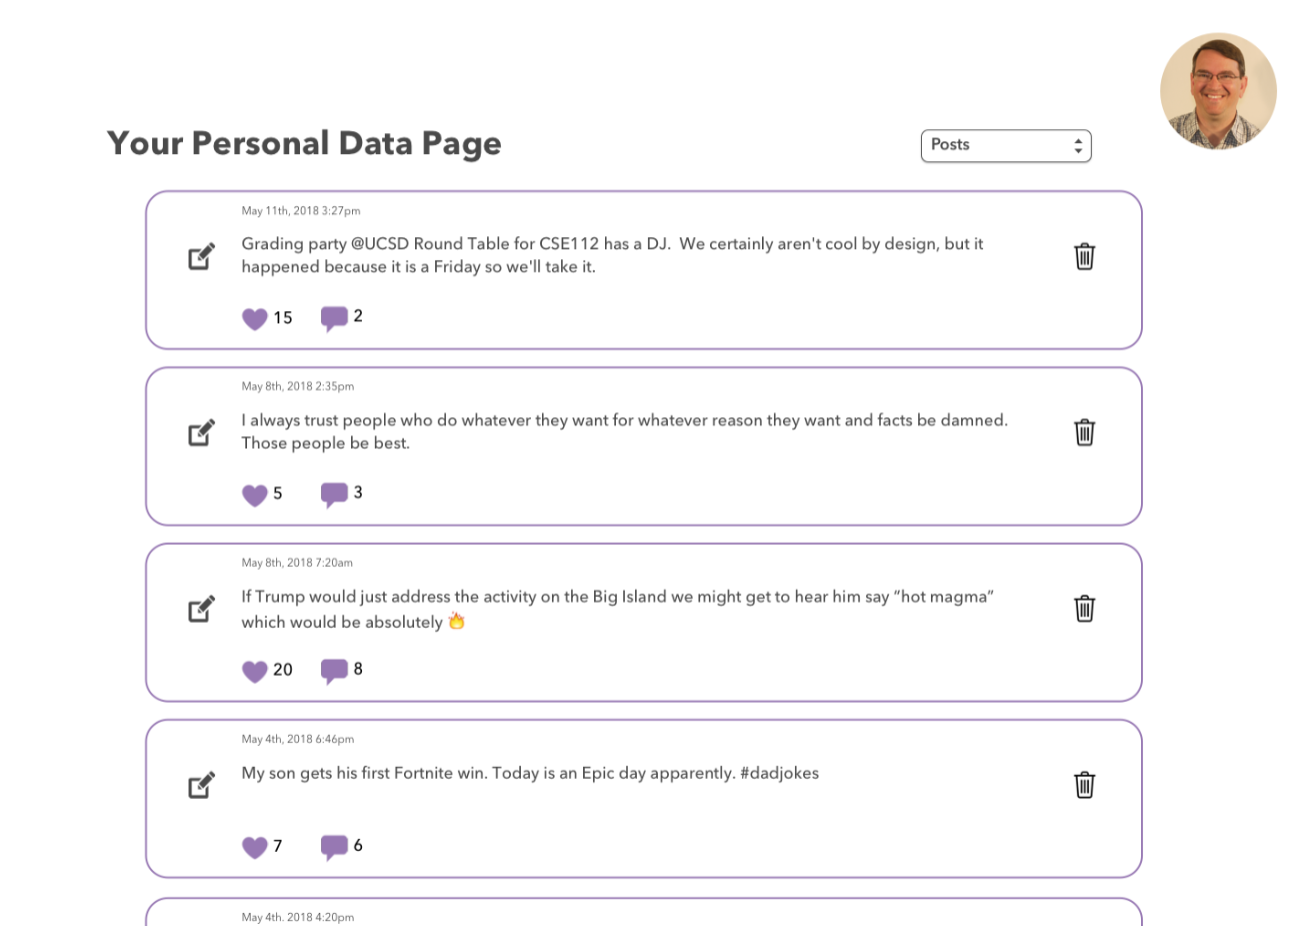 Your Personal Data Page
Posts
May 11th, 2018 3:27pm
Grading party @UCSD Round Table for CSE112 has a DJ.  We certainly aren't cool by design, but it
happened because it is a Friday so we'll take it.
15
2
May 8th, 2018 2:35pm
I always trust people who do whatever they want for whatever reason they want and facts be damned.
Those people be best.
5
3
May 8th, 2018 7:20am
If Trump would just address the activity on the Big Island we might get to hear him say “hot magma”
which would be absolutely 🔥
20
8
May 4th, 2018 6:46pm
My son gets his first Fortnite win. Today is an Epic day apparently. #dadjokes
7
6
May 4th. 2018 4:20pm